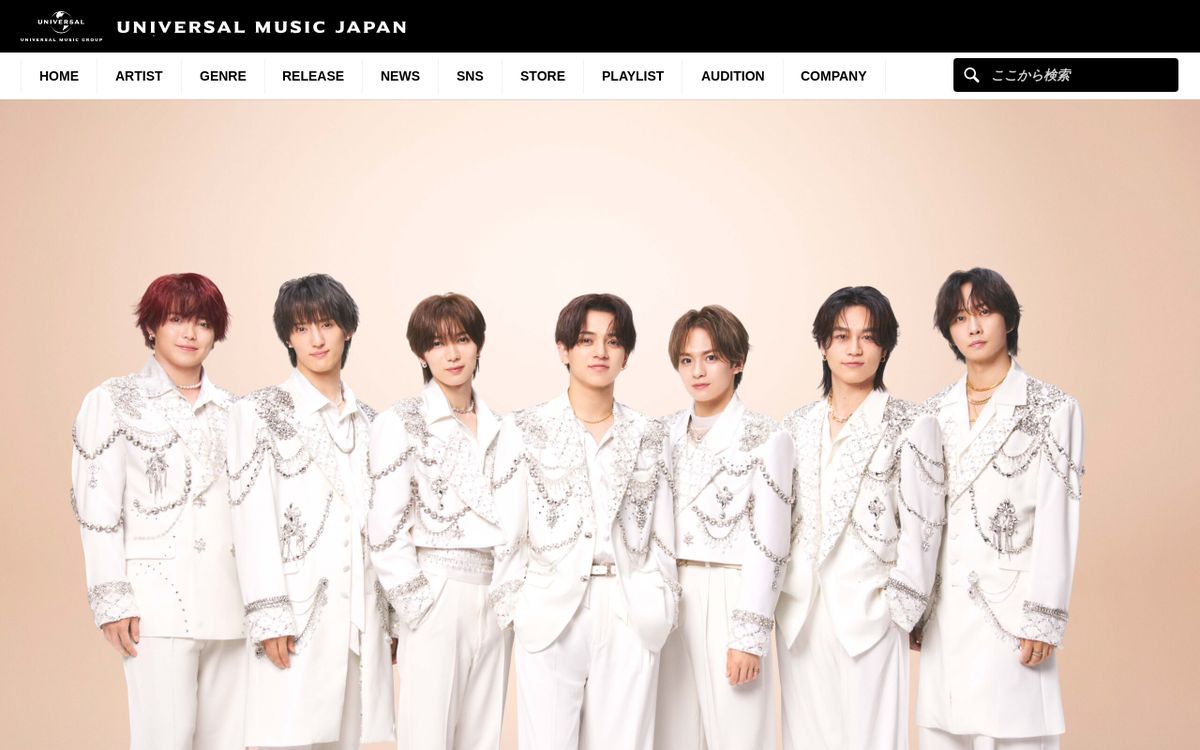 UNIVERSAL
UNIVERSAL MUSIC GROUP
UNIVERSAL MUSIC JAPAN
HOME ARTIST GENRE RELEASE NEWS SNS STORE PLAYLIST AUDITION COMPANY ここから検索